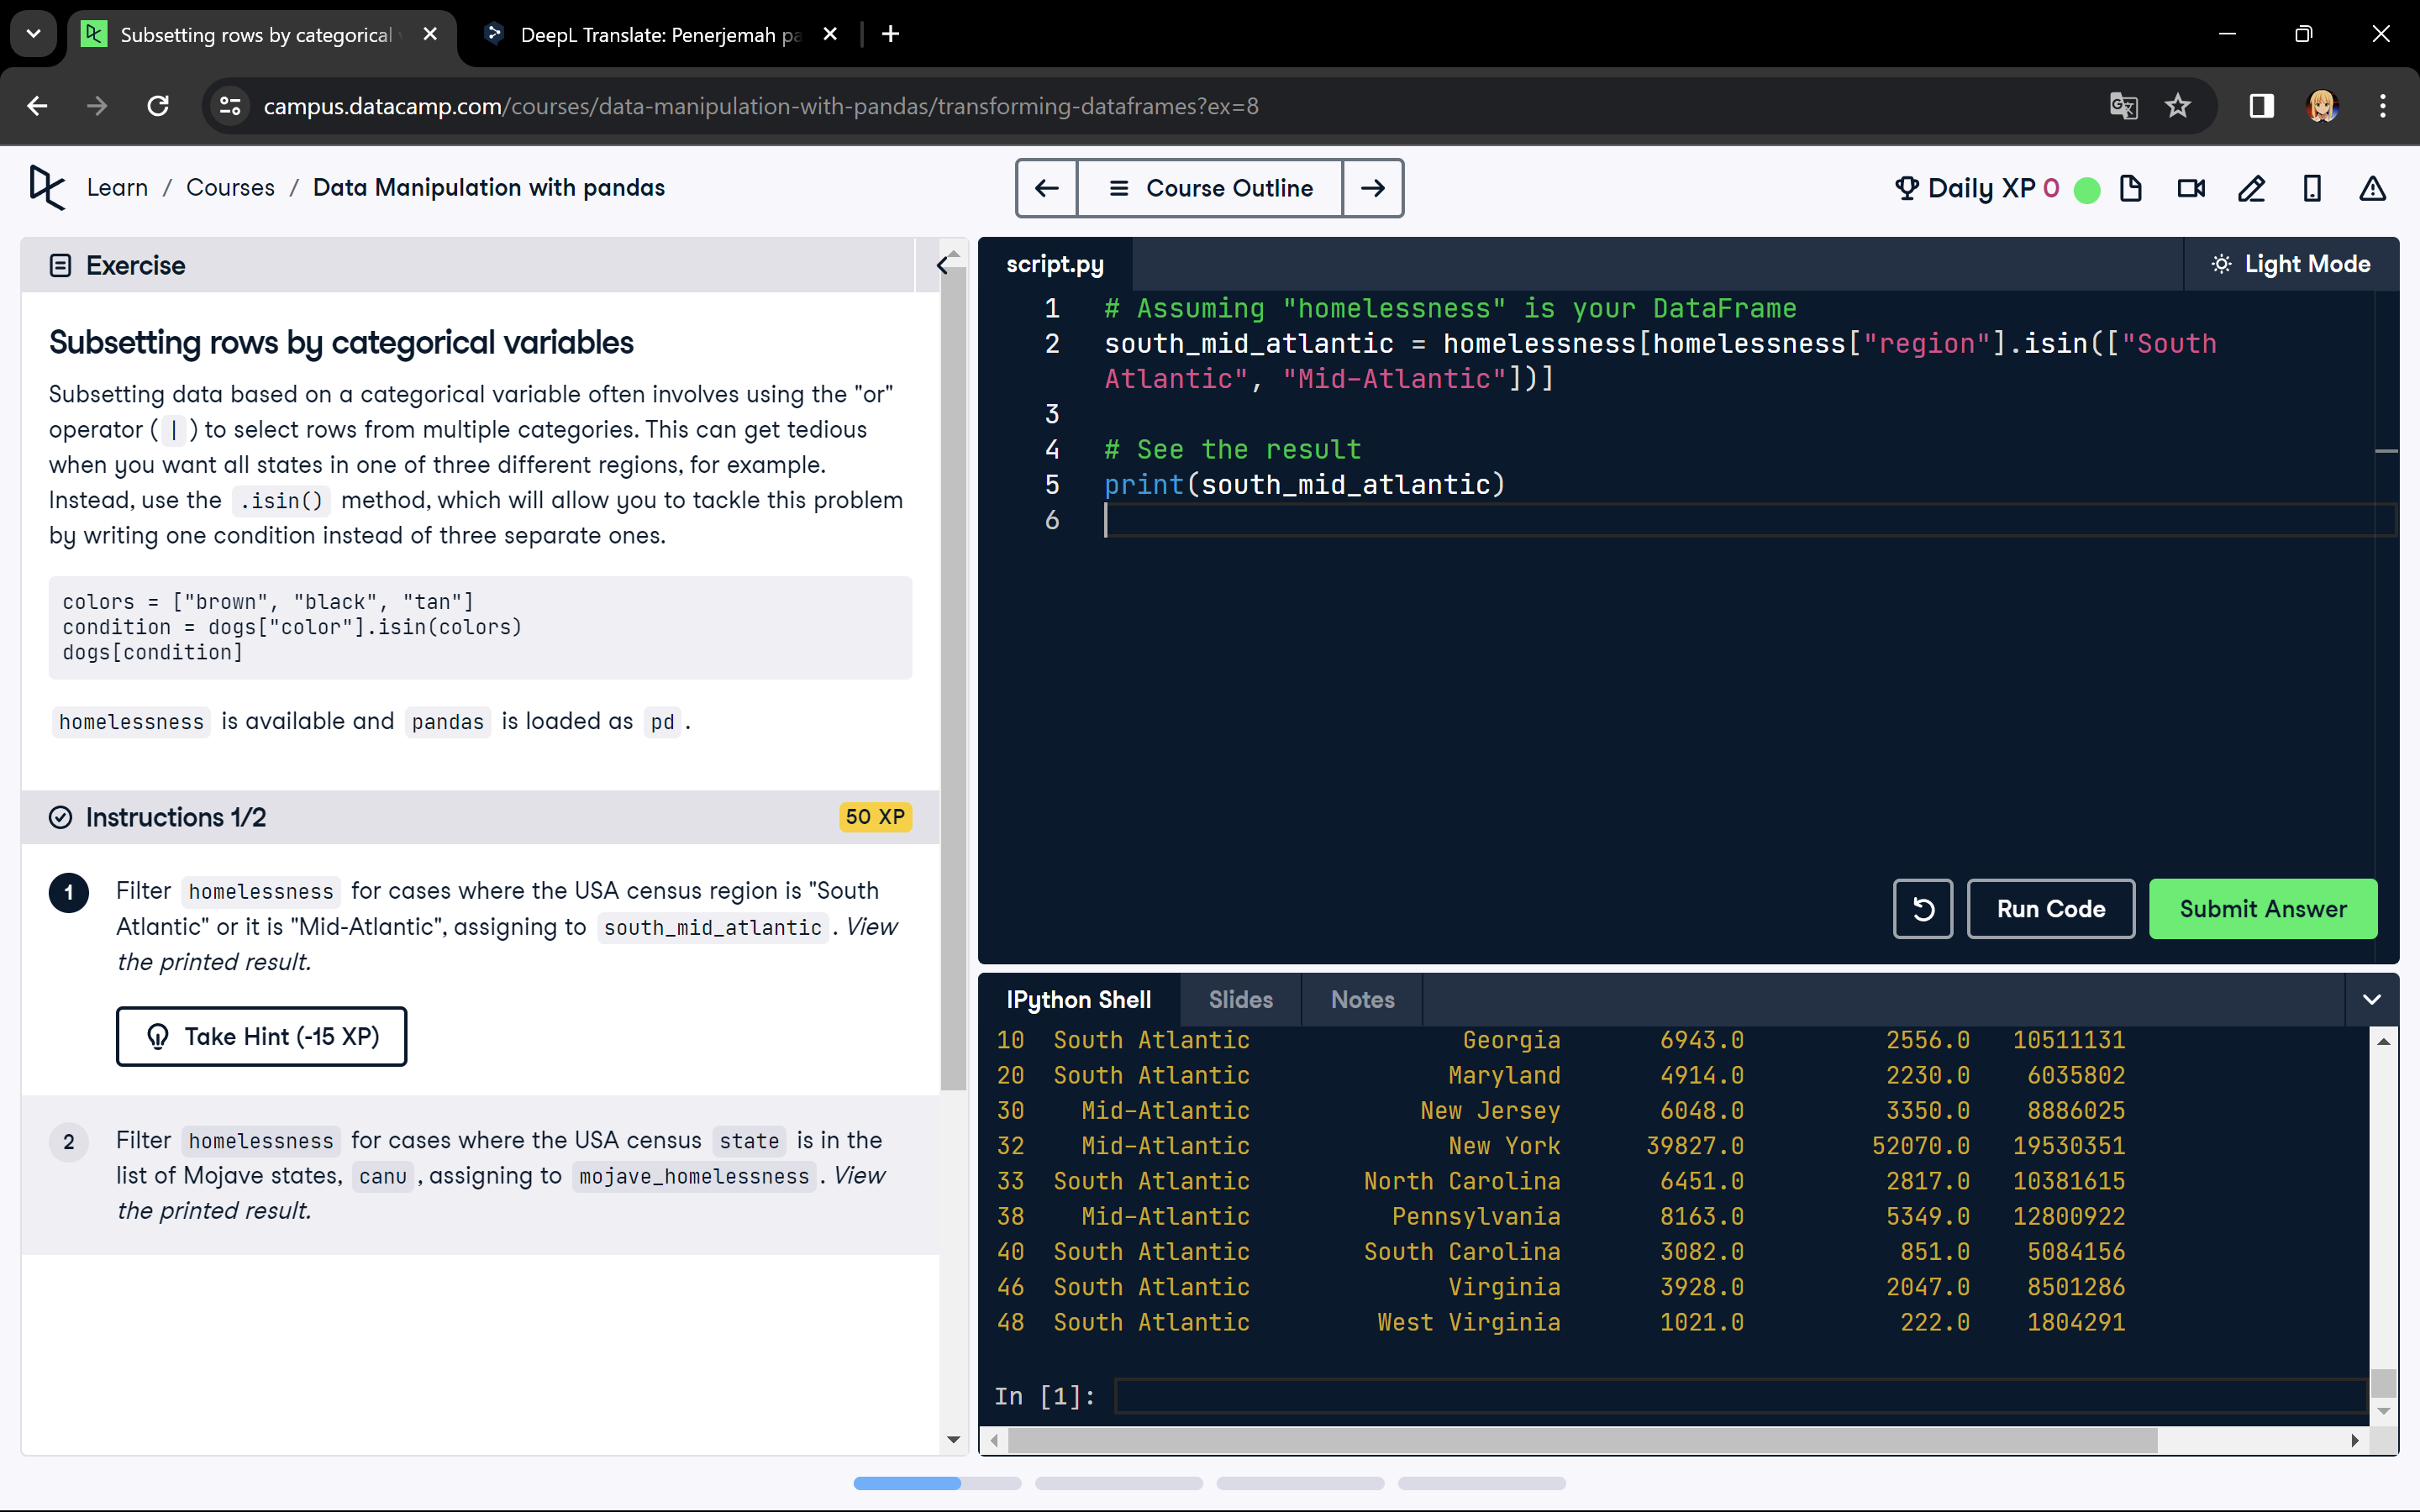 Subsetting rows by categorical
DeepL Translate: Penerjemah pa
campus.datacamp.com/courses/data-manipulation-with-pandas/transforming-dataframes?ex=8
Learn / Courses / Data Manipulation with pandas
Course Outline
Daily XP 0
Exercise
Subsetting rows by categorical variables
Subsetting data based on a categorical variable often involves using the "or"
operator ( | ) to select rows from multiple categories. This can get tedious
when you want all states in one of three different regions, for example.
Instead, use the .isin() method, which will allow you to tackle this problem
by writing one condition instead of three separate ones.
colors = ["brown", "black", "tan"]
condition = dogs["color"].isin(colors)
dogs[condition]
homelessness is available and pandas is loaded as pd .
Instructions 1/2
50 XP
1 Filter homelessness for cases where the USA census region is "South
Atlantic" or it is "Mid-Atlantic", assigning to south_mid_atlantic . View
the printed result.
Take Hint (-15 XP)
2 Filter homelessness for cases where the USA census state is in the
list of Mojave states, canu , assigning to mojave_homelessness . View
the printed result.
script.py
Light Mode
1 # Assuming "homelessness" is your DataFrame
2 south_mid_atlantic = homelessness[homelessness["region"].isin(["South
Atlantic", "Mid-Atlantic"])]
3
4 # See the result
5 print(south_mid_atlantic)
6
Run Code
Submit Answer
IPython Shell
Slides
Notes
10 South Atlantic Georgia 6943.0 2556.0 10511131
20 South Atlantic Maryland 4914.0 2230.0 6035802
30 Mid-Atlantic New Jersey 6048.0 3350.0 8886025
32 Mid-Atlantic New York 39827.0 52070.0 19530351
33 South Atlantic North Carolina 6451.0 2817.0 10381615
38 Mid-Atlantic Pennsylvania 8163.0 5349.0 12800922
40 South Atlantic South Carolina 3082.0 851.0 5084156
46 South Atlantic Virginia 3928.0 2047.0 8501286
48 South Atlantic West Virginia 1021.0 222.0 1804291
In [1]: